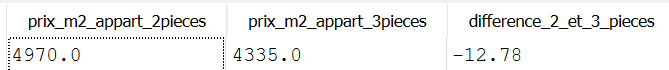 prix_m2_appart_2pieces prix_m2_appart_3pieces difference_2_et_3_pieces
4970.0 4335.0 -12.78